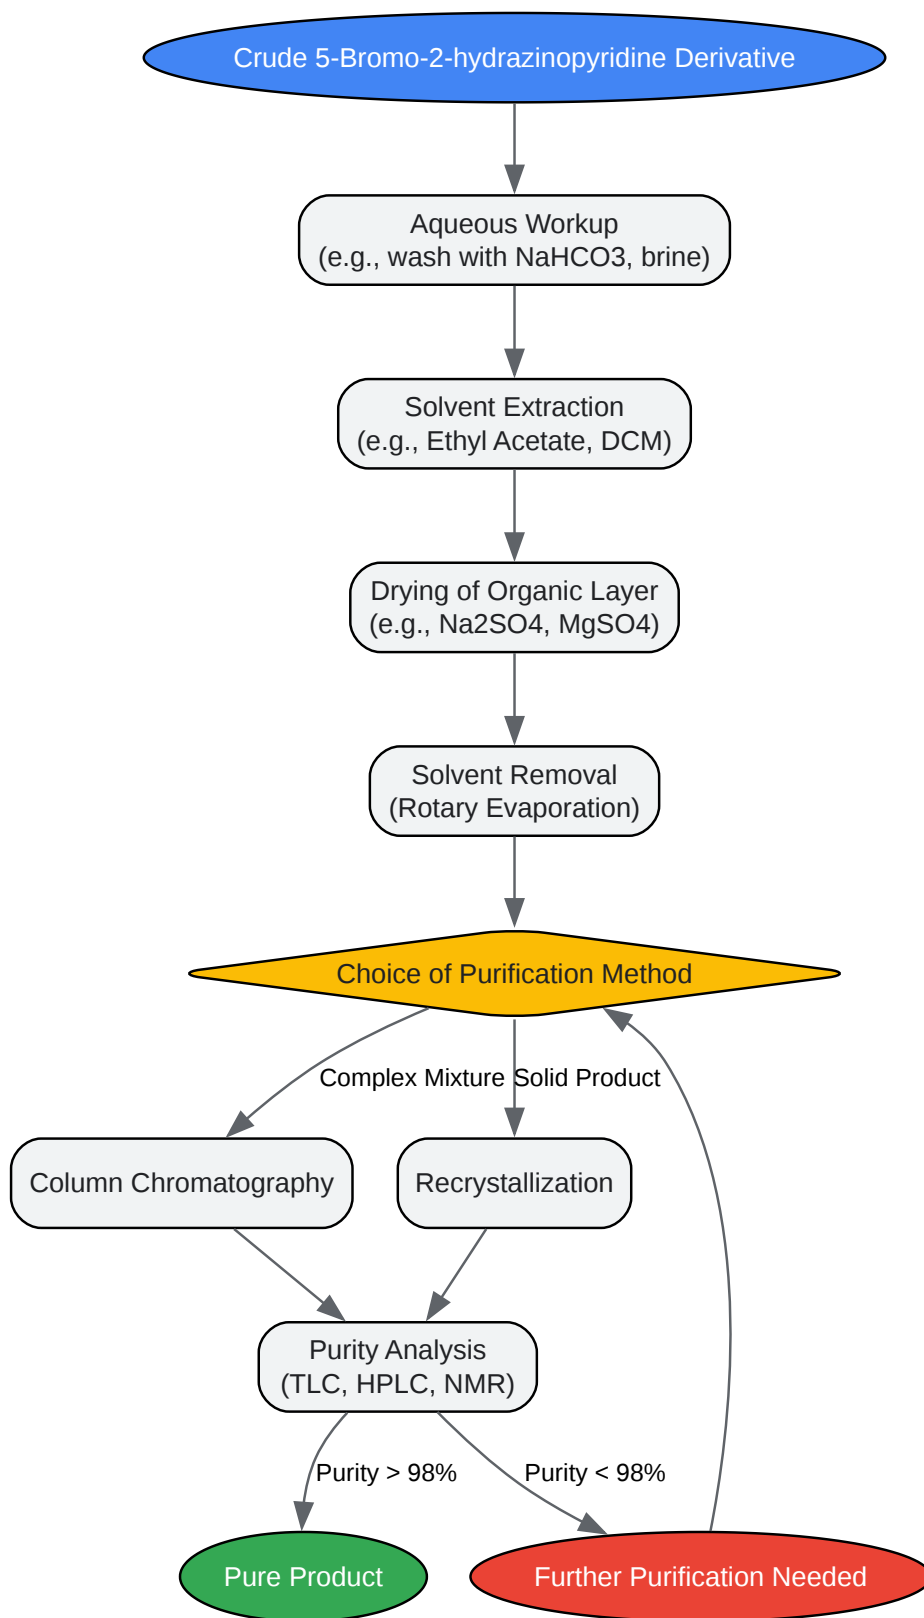 Crude 5-Bromo-2-hydrazinopyridine Derivative
Aqueous Workup
(e.g., wash with NaHCO3, brine)
Solvent Extraction
(e.g., Ethyl Acetate, DCM)
Drying of Organic Layer
(e.g., Na2SO4, MgSO4)
Solvent Removal
(Rotary Evaporation)
Choice of Purification Method
Complex Mixture
Solid Product
Column Chromatography
Recrystallization
Purity Analysis
(TLC, HPLC, NMR)
Purity > 98%
Purity < 98%
Pure Product
Further Purification Needed